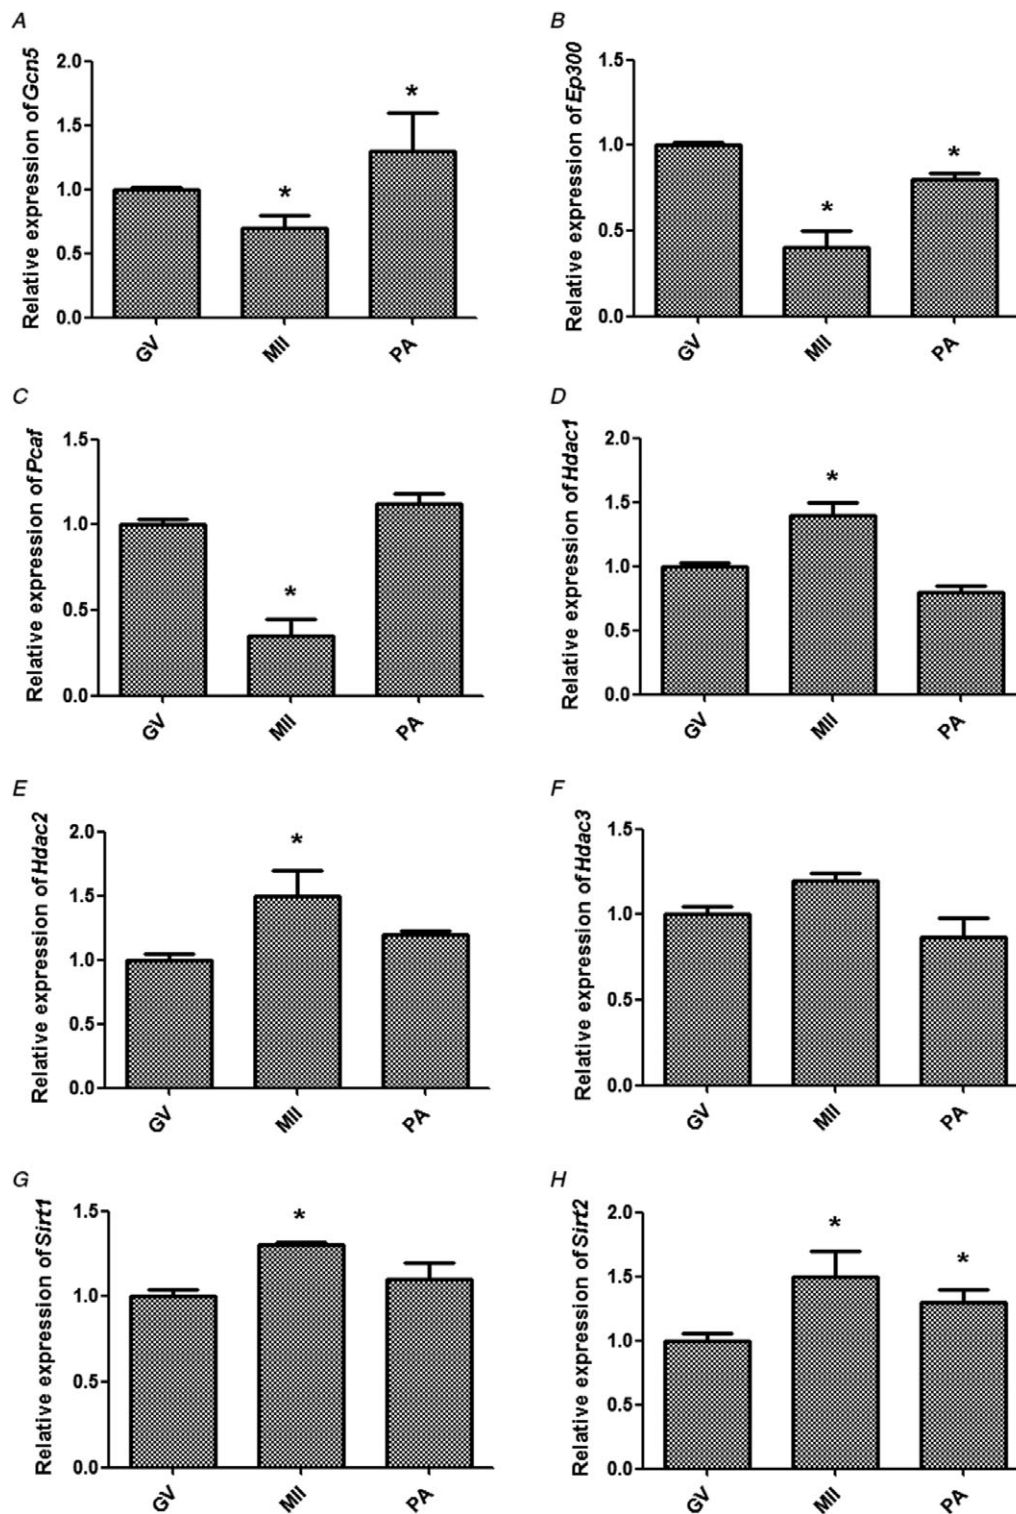 A
Relative expression of Gcn5
2.0
1.5
1.0
0.5
0.0
*
*
GV
MII
PA
B
Relative expression of Ep300
1.5
1.0
0.5
0.0
*
*
GV
MII
PA
C
Relative expression of Pcaf
1.5
1.0
0.5
0.0
*
GV
MII
PA
D
Relative expression of Hdac1
2.0
1.5
1.0
0.5
0.0
*
GV
MII
PA
E
Relative expression of Hdac2
2.0
1.5
1.0
0.5
0.0
*
GV
MII
PA
F
Relative expression of Hdac3
1.5
1.0
0.5
0.0
GV
MII
PA
G
Relative expression of Sirt1
1.5
1.0
0.5
0.0
*
GV
MII
PA
H
Relative expression of Sirt2
2.0
1.5
1.0
0.5
0.0
*
*
GV
MII
PA